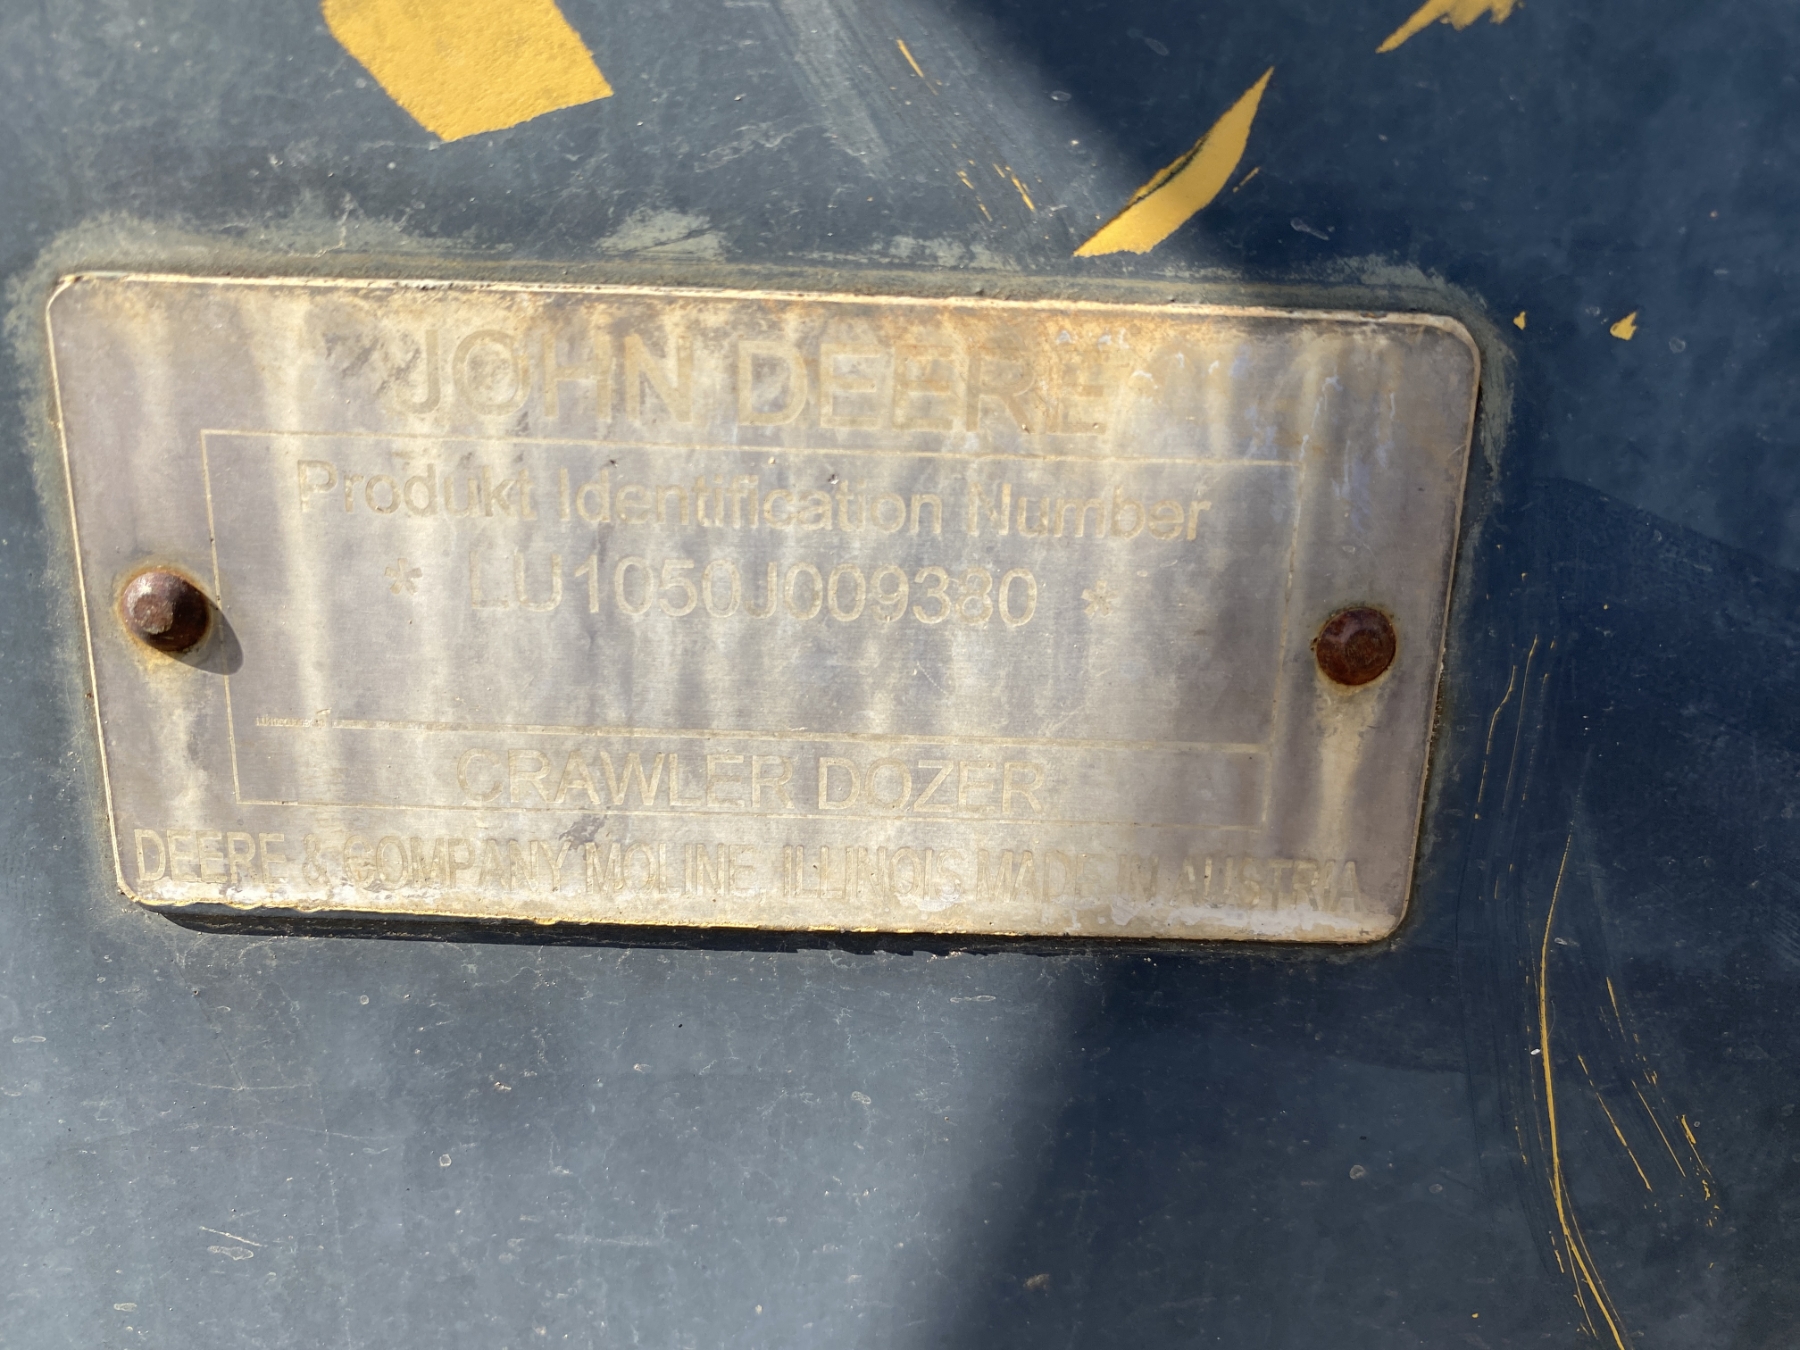 JOHN DEERE
Produkt Identification Number
* LU1050J009380 *
CRAWLER DOZER
DEERE & COMPANY MOLINE, ILLINOIS MADE IN AUSTRIA